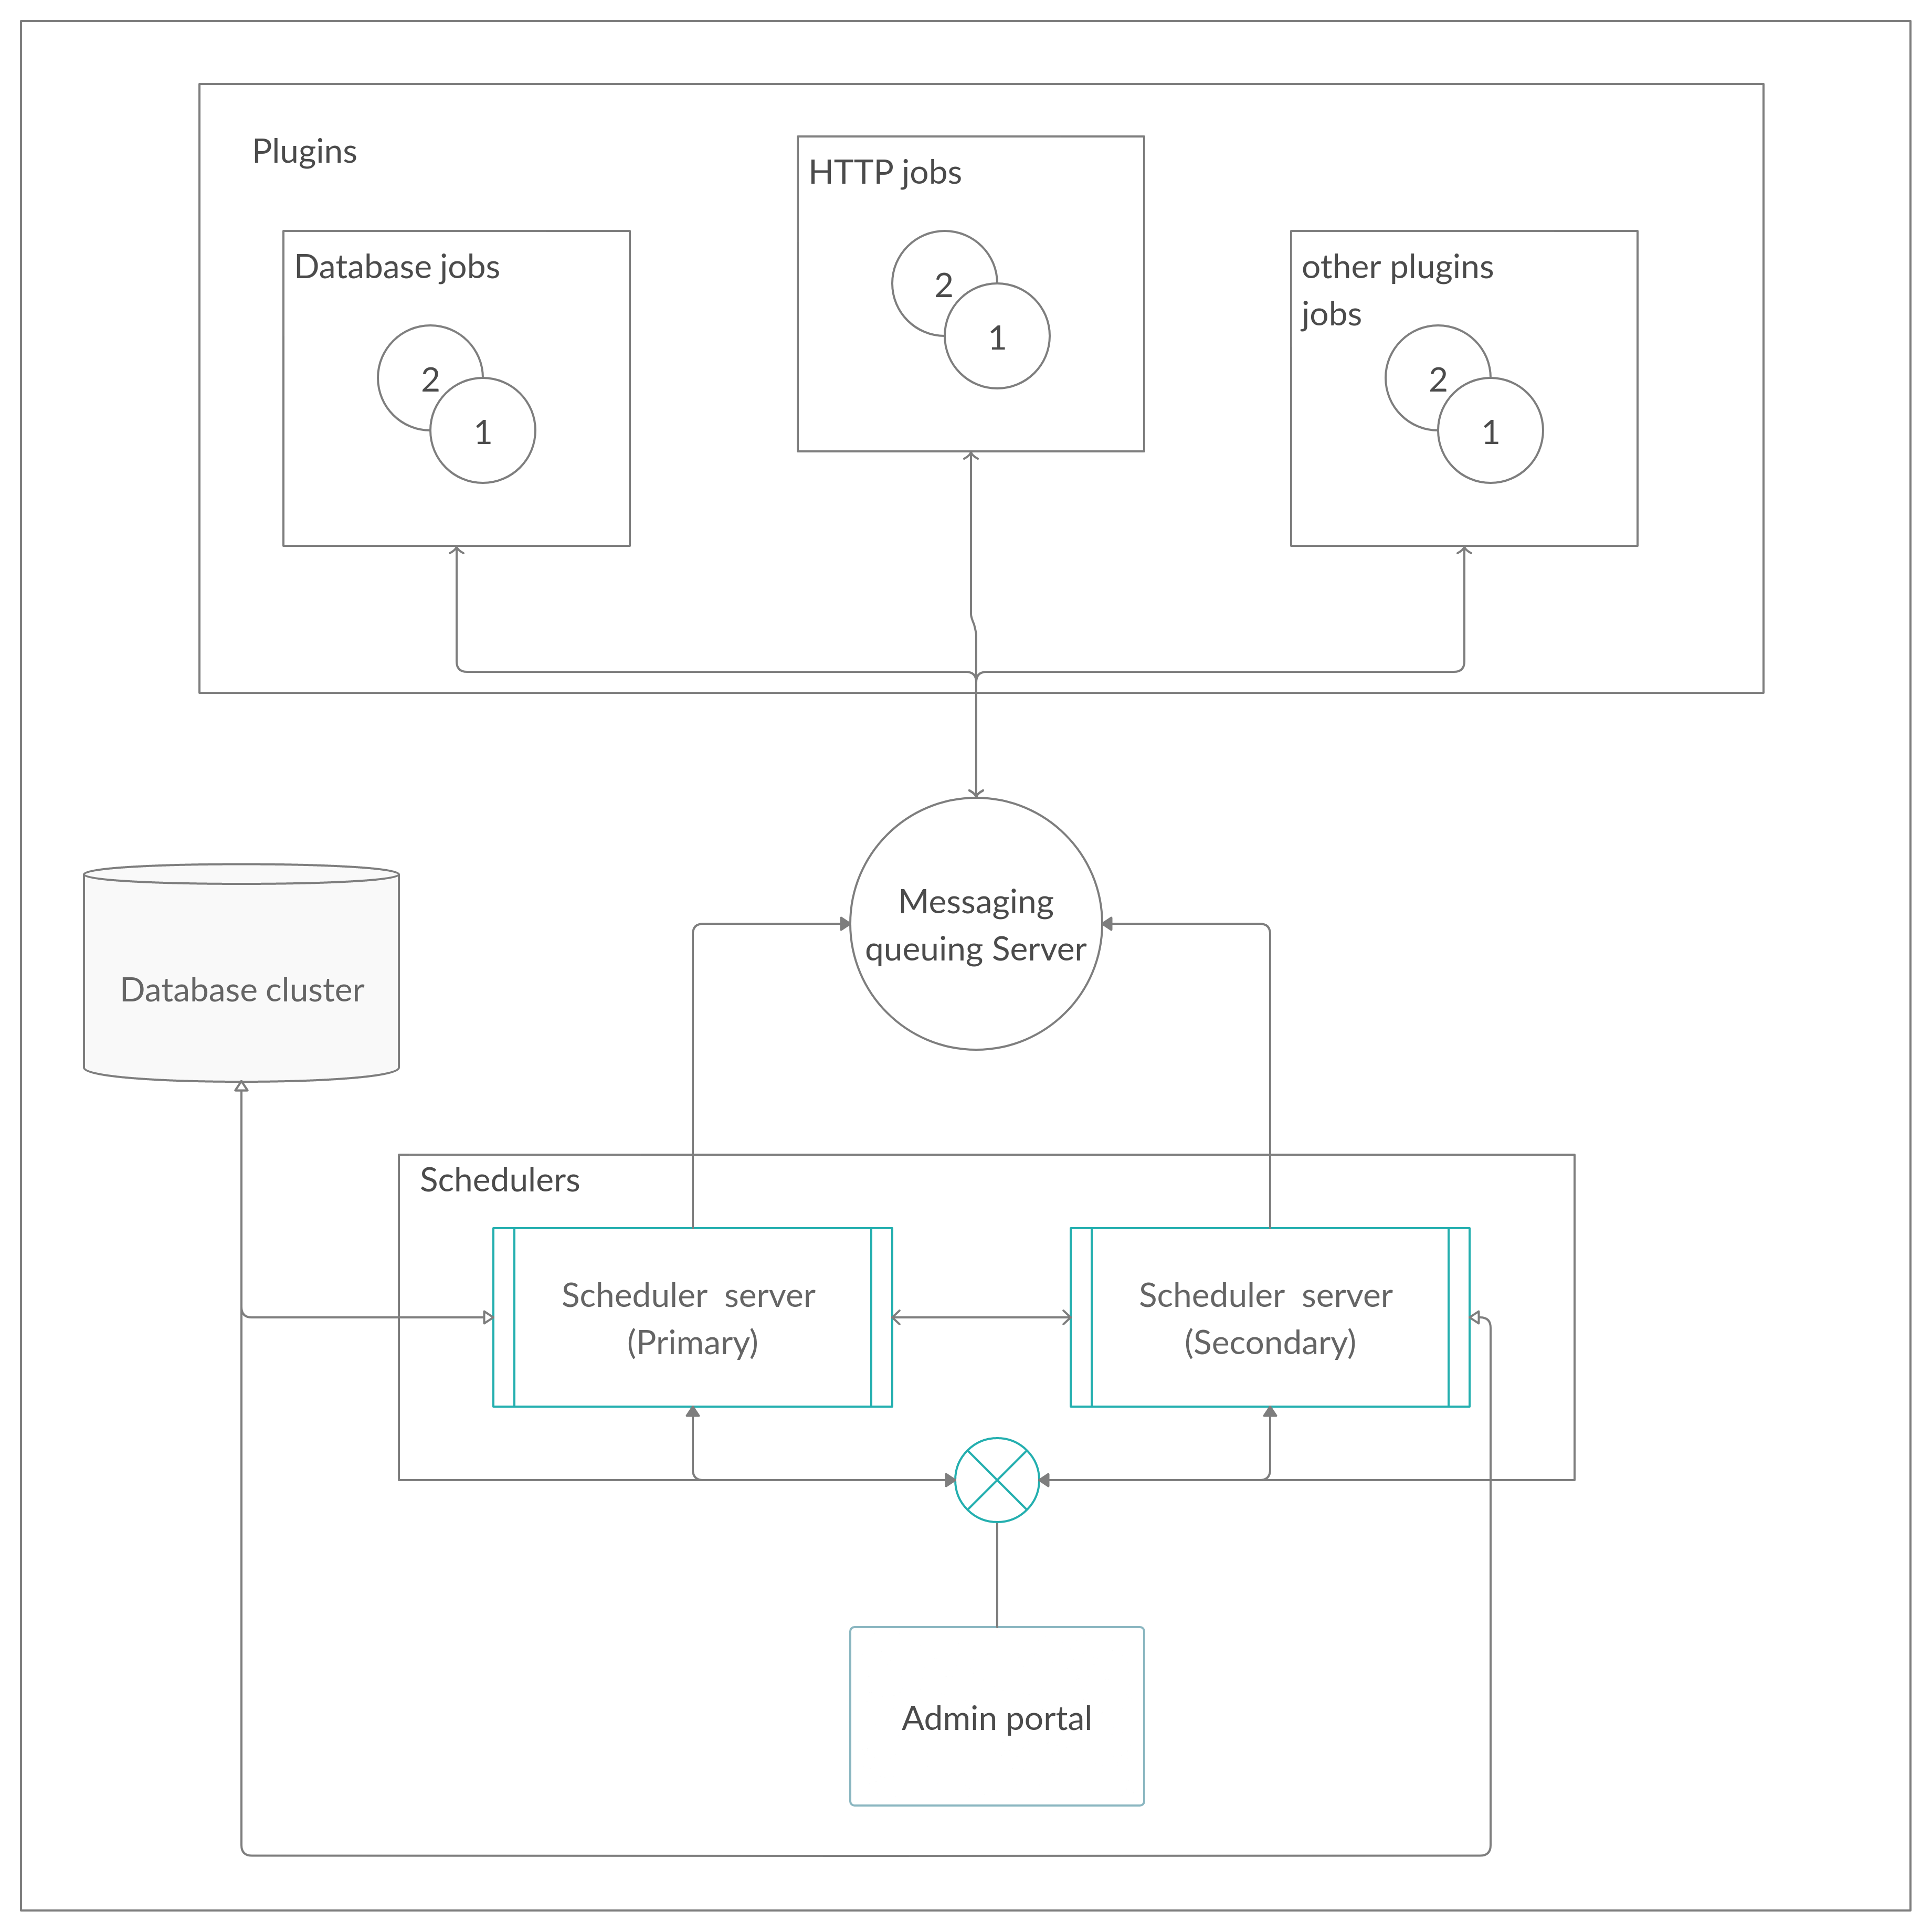 Plugins
HTTP jobs
2
1
Database jobs
2
1
other plugins
jobs
2
1
Messaging
queuing Server
Database cluster
Schedulers
Scheduler server
(Primary)
Scheduler server
(Secondary)
Admin portal